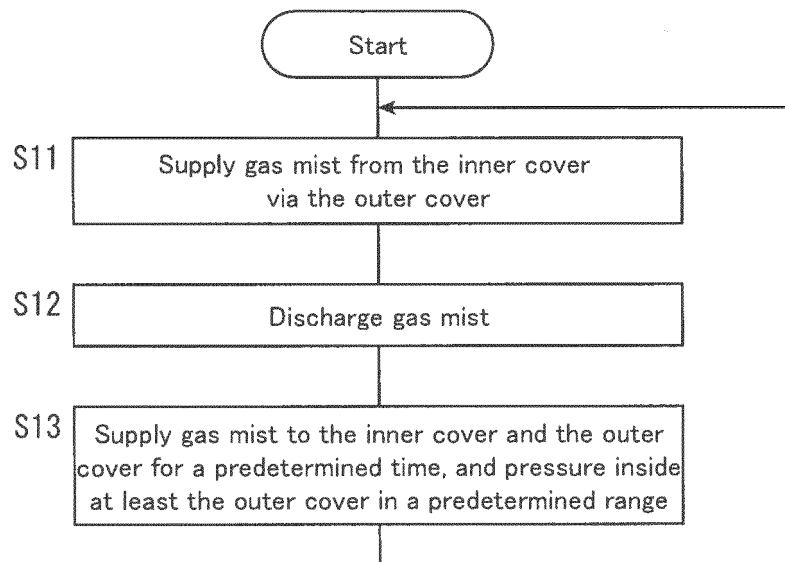 Start
S11
Supply gas mist from the inner cover
via the outer cover
S12
Discharge gas mist
S13
Supply gas mist to the inner cover and the outer
cover for a predetermined time, and pressure inside
at least the outer cover in a predetermined range